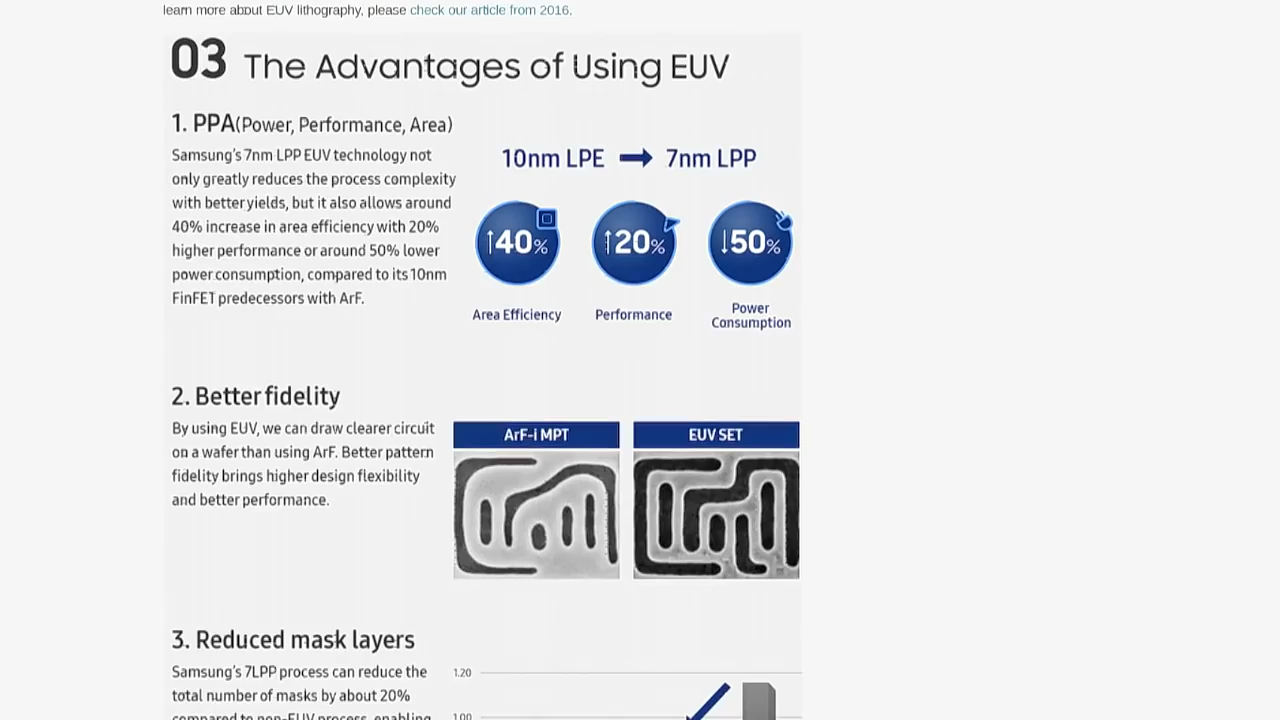 learn more about EUV lithography, please check our article from 2016.
03 The Advantages of Using EUV
1. PPA(Power, Performance, Area)
Samsung's 7nm LPP EUV technology not
only greatly reduces the process complexity
with better yields, but it also allows around
40% increase in area efficiency with 20%
higher performance or around 50% lower
power consumption, compared to its 10nm
FinFET predecessors with ArF.
10nm LPE → 7nm LPP
↑40%
↑20%
↓50%
Area Efficiency
Performance
Power
Consumption
2. Better fidelity
By using EUV, we can draw clearer circuit
on a wafer than using ArF. Better pattern
fidelity brings higher design flexibility
and better performance.
ArF-i MPT
EUV SET
3. Reduced mask layers
Samsung's 7LPP process can reduce the
total number of masks by about 20%
compared to non-EUV process, enabling
1.20
1.00